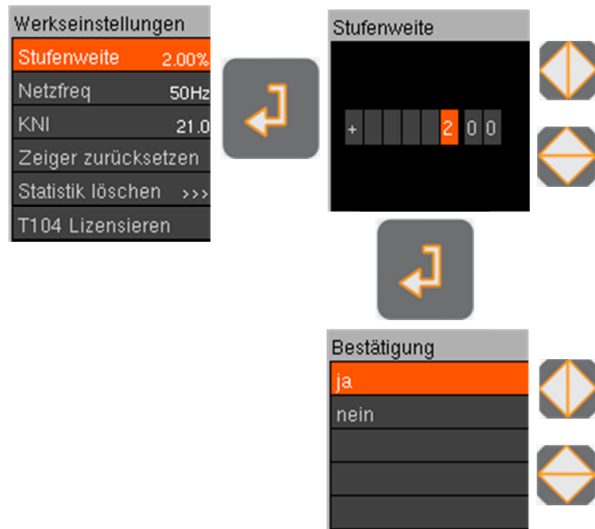 Werkseinstellungen
Stufenweite 2.00%
Netzfreq 50Hz
KNI 21.0
Zeiger zurücksetzen
Statistik löschen >>>
T104 Lizensieren
Stufenweite
+ 2 0 0
Bestätigung
ja
nein